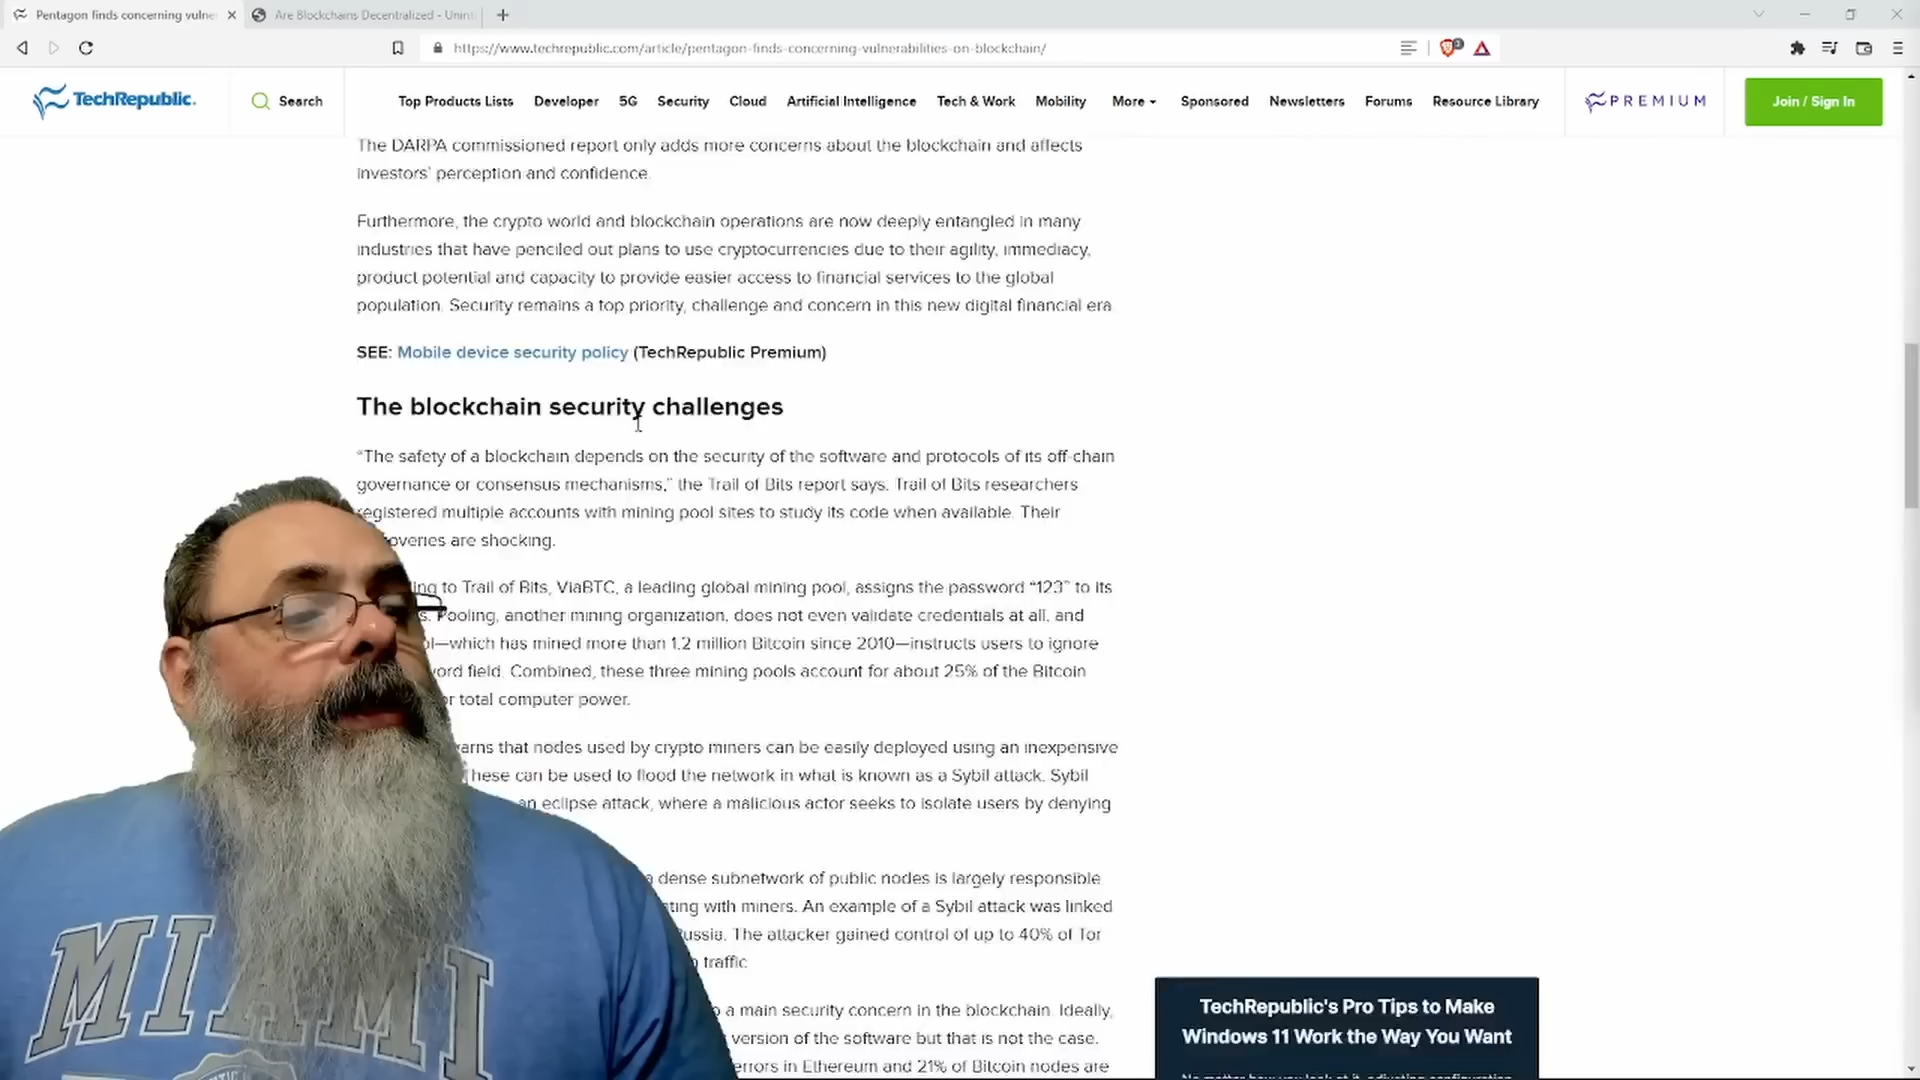 Pentagon finds concerning vulne
Are Blockchains Decentralized - Unint
https://www.techrepublic.com/article/pentagon-finds-concerning-vulnerabilities-on-blockchain/
TechRepublic.
Search
Top Products Lists
Developer
5G
Security
Cloud
Artificial Intelligence
Tech & Work
Mobility
More
Sponsored
Newsletters
Forums
Resource Library
PREMIUM
Join / Sign In
The DARPA commissioned report only adds more concerns about the blockchain and affects
investors' perception and confidence.
Furthermore, the crypto world and blockchain operations are now deeply entangled in many
industries that have penciled out plans to use cryptocurrencies due to their agility, immediacy,
product potential and capacity to provide easier access to financial services to the global
population. Security remains a top priority, challenge and concern in this new digital financial era
SEE: Mobile device security policy (TechRepublic Premium)
The blockchain security challenges
“The safety of a blockchain depends on the security of the software and protocols of its off-chain
governance or consensus mechanisms,” the Trail of Bits report says. Trail of Bits researchers
registered multiple accounts with mining pool sites to study its code when available. Their
overies are shocking.
ing to Trail of Bits, ViaBTC, a leading global mining pool, assigns the password “123” to its
s. Pooling, another mining organization, does not even validate credentials at all, and
ol—which has mined more than 1.2 million Bitcoin since 2010—instructs users to ignore
ord field. Combined, these three mining pools account for about 25% of the Bitcoin
or total computer power.
arns that nodes used by crypto miners can be easily deployed using an inexpensive
hese can be used to flood the network in what is known as a Sybil attack. Sybil
an eclipse attack, where a malicious actor seeks to isolate users by denying
a dense subnetwork of public nodes is largely responsible
ting with miners. An example of a Sybil attack was linked
ussia. The attacker gained control of up to 40% of Tor
traffic
o a main security concern in the blockchain. Ideally,
version of the software but that is not the case.
errors in Ethereum and 21% of Bitcoin nodes are
TechRepublic's Pro Tips to Make
Windows 11 Work the Way You Want
MIAMI